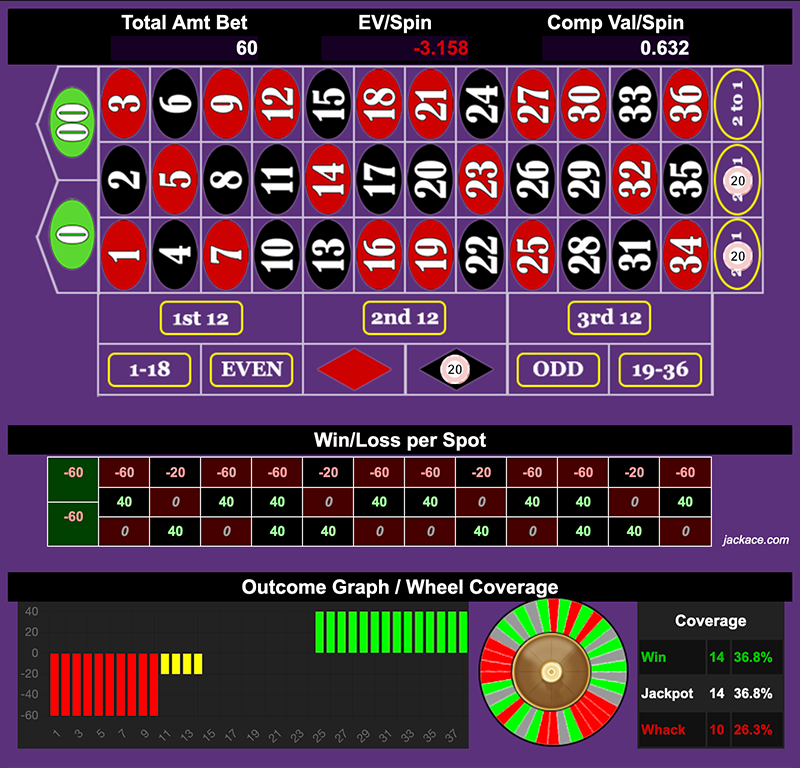 Total Amt Bet EV/Spin Comp Val/Spin
60 -3.158 0.632
00 3 6 9 12 15 18 21 24 27 30 33 36 2 to 1
2 5 8 11 14 17 20 23 26 29 32 35 20
0 1 4 7 10 13 16 19 22 25 28 31 34 20
1st 12 2nd 12 3rd 12
1-18 EVEN 20 ODD 19-36
Win/Loss per Spot
-60 -60 -20 -60 -60 -20 -60 -60 -20 -60 -60 -20 -60
40 0 40 40 0 40 40 0 40 40 0 40
-60 0 40 0 40 40 0 0 40 0 40 40 0
jackace.com
Outcome Graph / Wheel Coverage
40
20
0
-20
-40
-60
1 3 5 7 9 11 13 15 17 19 21 23 25 27 29 31 33 35 37
Coverage
Win 14 36.8%
Jackpot 14 36.8%
Whack 10 26.3%